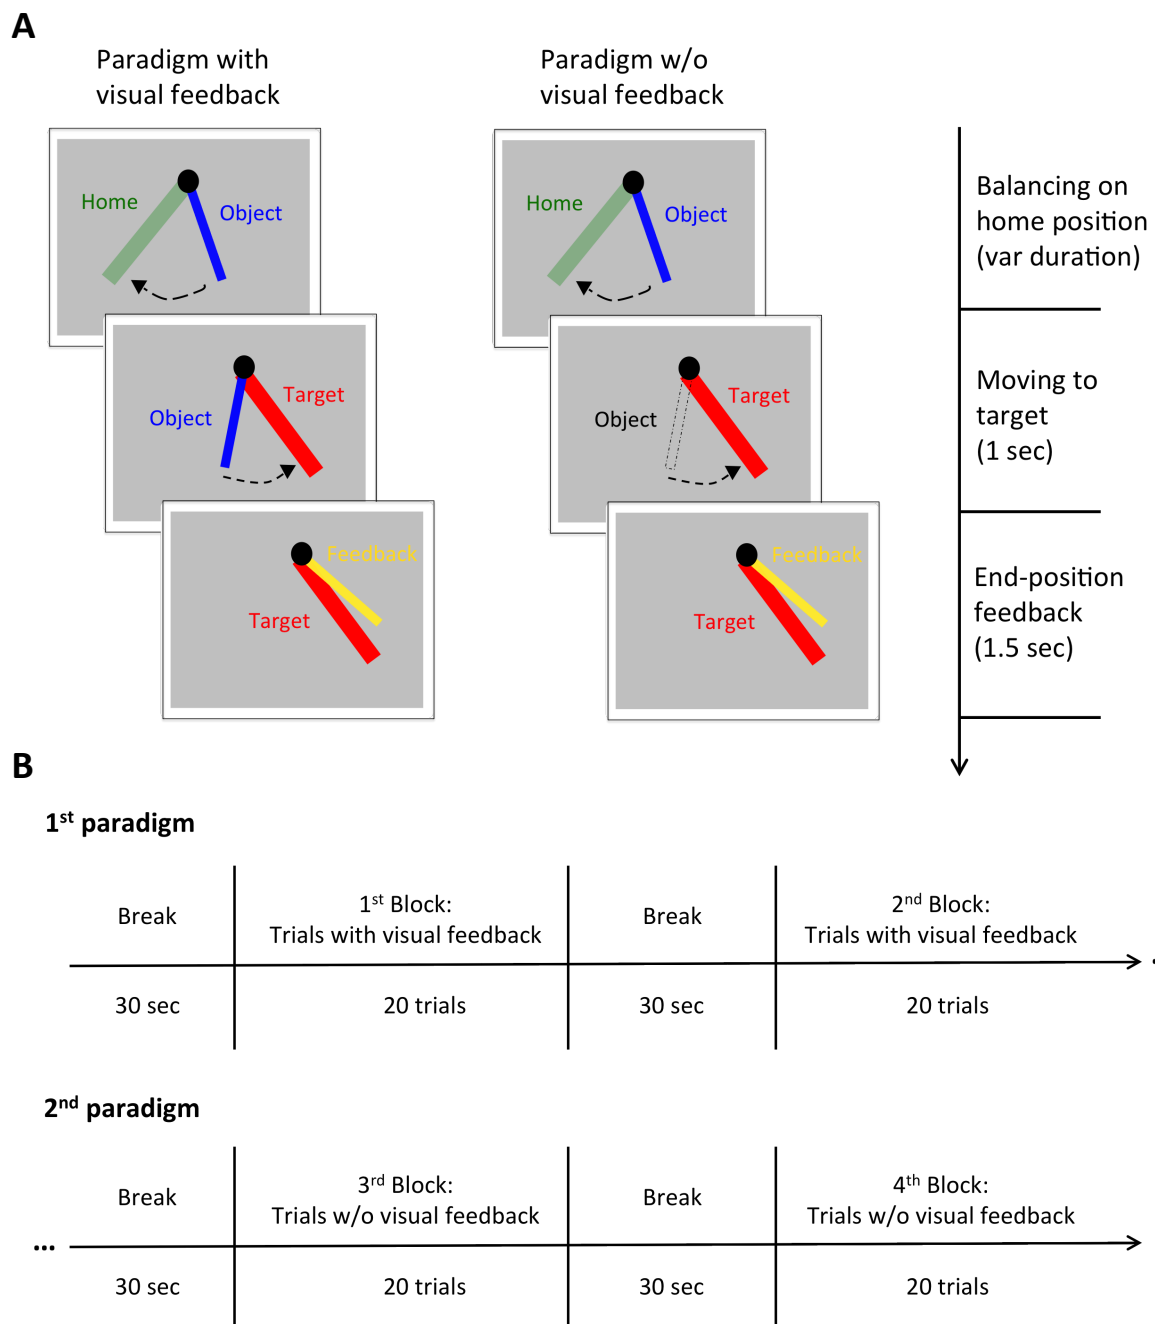 A
Paradigm with
visual feedback
Paradigm w/o
visual feedback
Home
Object
Home
Object
Balancing on
home position
(var duration)
Object
Target
Object
Target
Moving to
target
(1 sec)
Feedback
Target
Feedback
Target
End-position
feedback
(1.5 sec)
B
1st paradigm
Break
1st Block:
Trials with visual feedback
Break
2nd Block:
Trials with visual feedback
30 sec
20 trials
30 sec
20 trials
2nd paradigm
Break
3rd Block:
Trials w/o visual feedback
Break
4th Block:
Trials w/o visual feedback
...
30 sec
20 trials
30 sec
20 trials